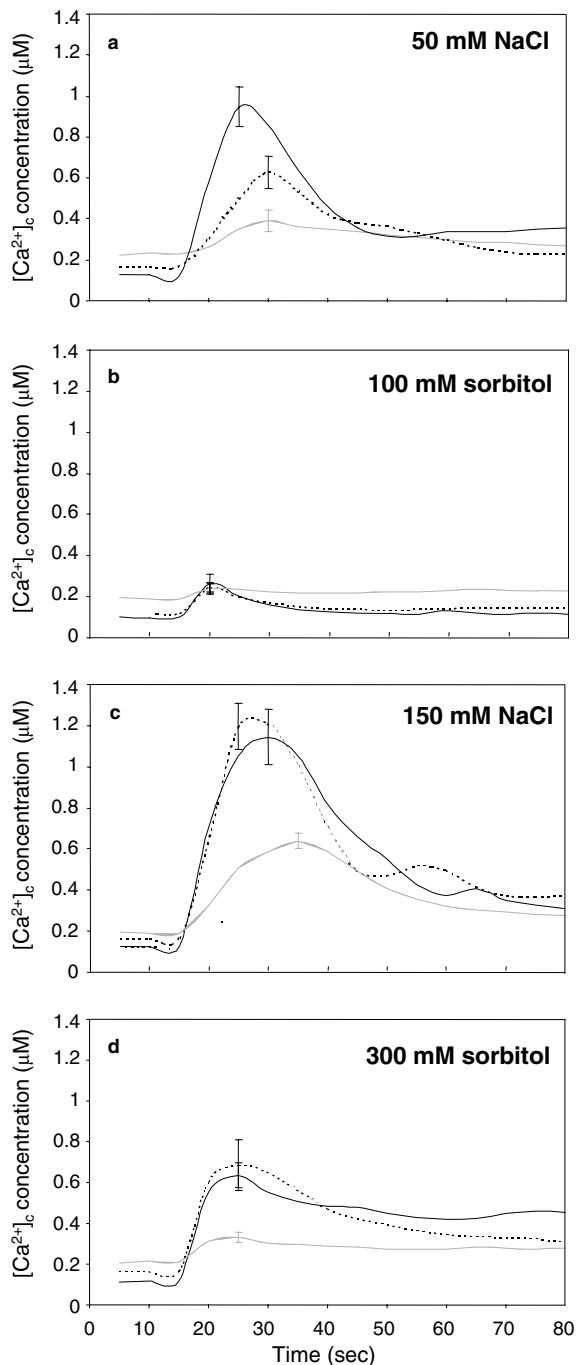 a
50 mM NaCl
[Ca²⁺]c concentration (μM)
1.4
1.2
1
0.8
0.6
0.4
0.2
0
b
100 mM sorbitol
[Ca²⁺]c concentration (μM)
1.4
1.2
1
0.8
0.6
0.4
0.2
0
c
150 mM NaCl
[Ca²⁺]c concentration (μM)
1.4
1.2
1
0.8
0.6
0.4
0.2
0
d
300 mM sorbitol
[Ca²⁺]c concentration (μM)
1.4
1.2
1
0.8
0.6
0.4
0.2
0
0 10 20 30 40 50 60 70 80
Time (sec)